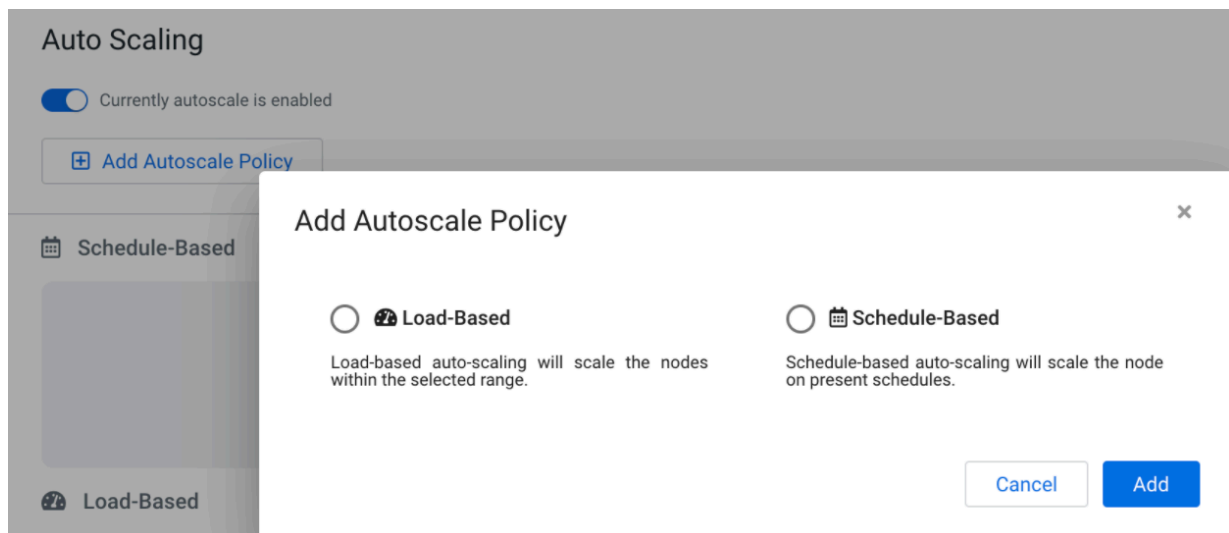 Auto Scaling
Currently autoscale is enabled
Add Autoscale Policy
Schedule-Based
Add Autoscale Policy
Load-Based
Load-based auto-scaling will scale the nodes
within the selected range.
Schedule-Based
Schedule-based auto-scaling will scale the node
on present schedules.
Cancel
Add
Load-Based